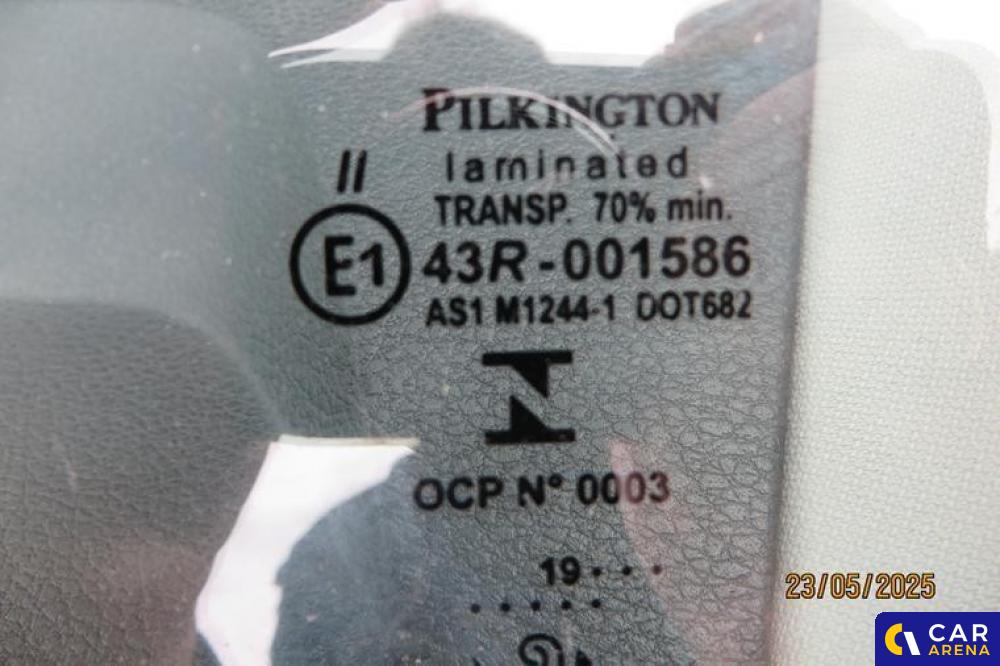 PILKINGTON
II
laminated
TRANSP. 70% min.
E1
43R-001586
AS1 M1244-1 DOT682
OCP Nº 0003
19 . . .
. . . . .
23/05/2025
CAR
ARENA